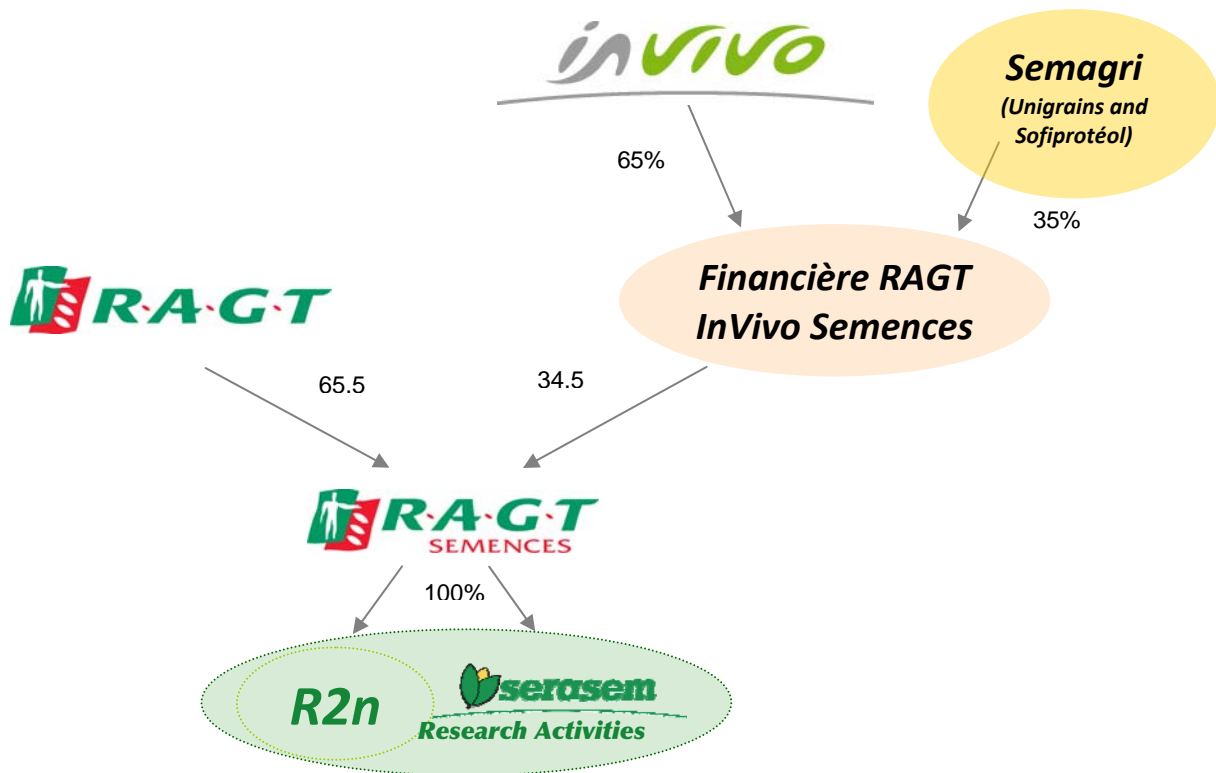 inVIVO
Semagri
(Unigrains and
Sofiprotéol)
65%
35%
Financière RAGT
InVivo Semences
R·A·G·T
65.5
34.5
R·A·G·T
SEMENCES
100%
R2n
serasem
Research Activities